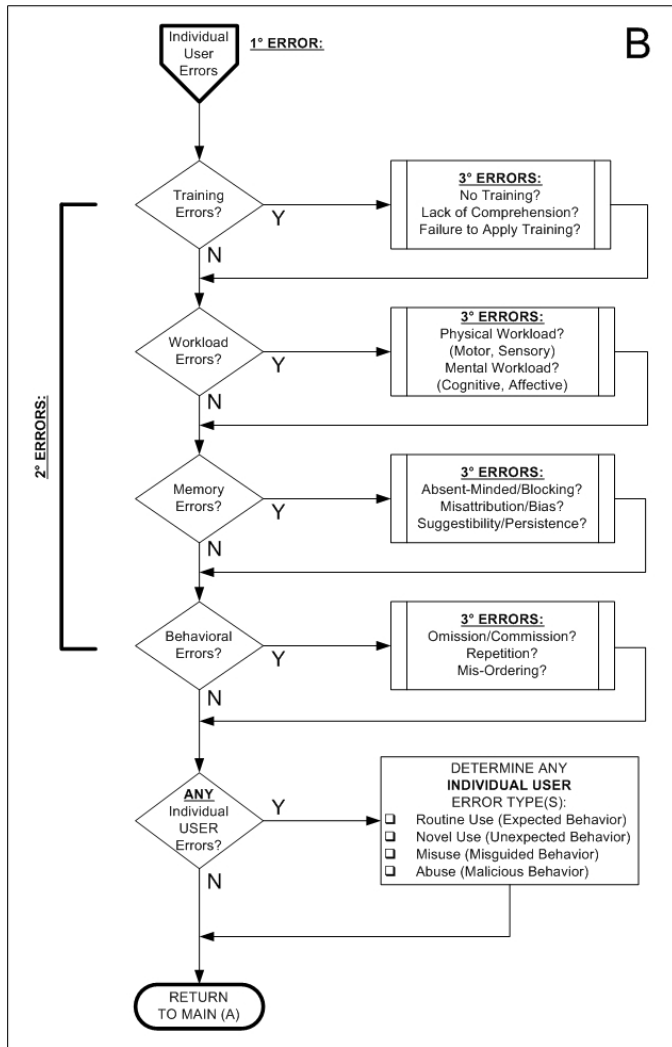 Individual
User
Errors
1° ERROR:
B
Training
Errors?
Y
N
3° ERRORS:
No Training?
Lack of Comprehension?
Failure to Apply Training?
2° ERRORS:
Workload
Errors?
Y
N
3° ERRORS:
Physical Workload?
(Motor, Sensory)
Mental Workload?
(Cognitive, Affective)
Memory
Errors?
Y
N
3° ERRORS:
Absent-Minded/Blocking?
Misattribution/Bias?
Suggestibility/Persistence?
Behavioral
Errors?
Y
N
3° ERRORS:
Omission/Commission?
Repetition?
Mis-Ordering?
ANY
Individual
USER
Errors?
Y
N
DETERMINE ANY
INDIVIDUAL USER
ERROR TYPE(S):
❑ Routine Use (Expected Behavior)
❑ Novel Use (Unexpected Behavior)
❑ Misuse (Misguided Behavior)
❑ Abuse (Malicious Behavior)
RETURN
TO MAIN (A)